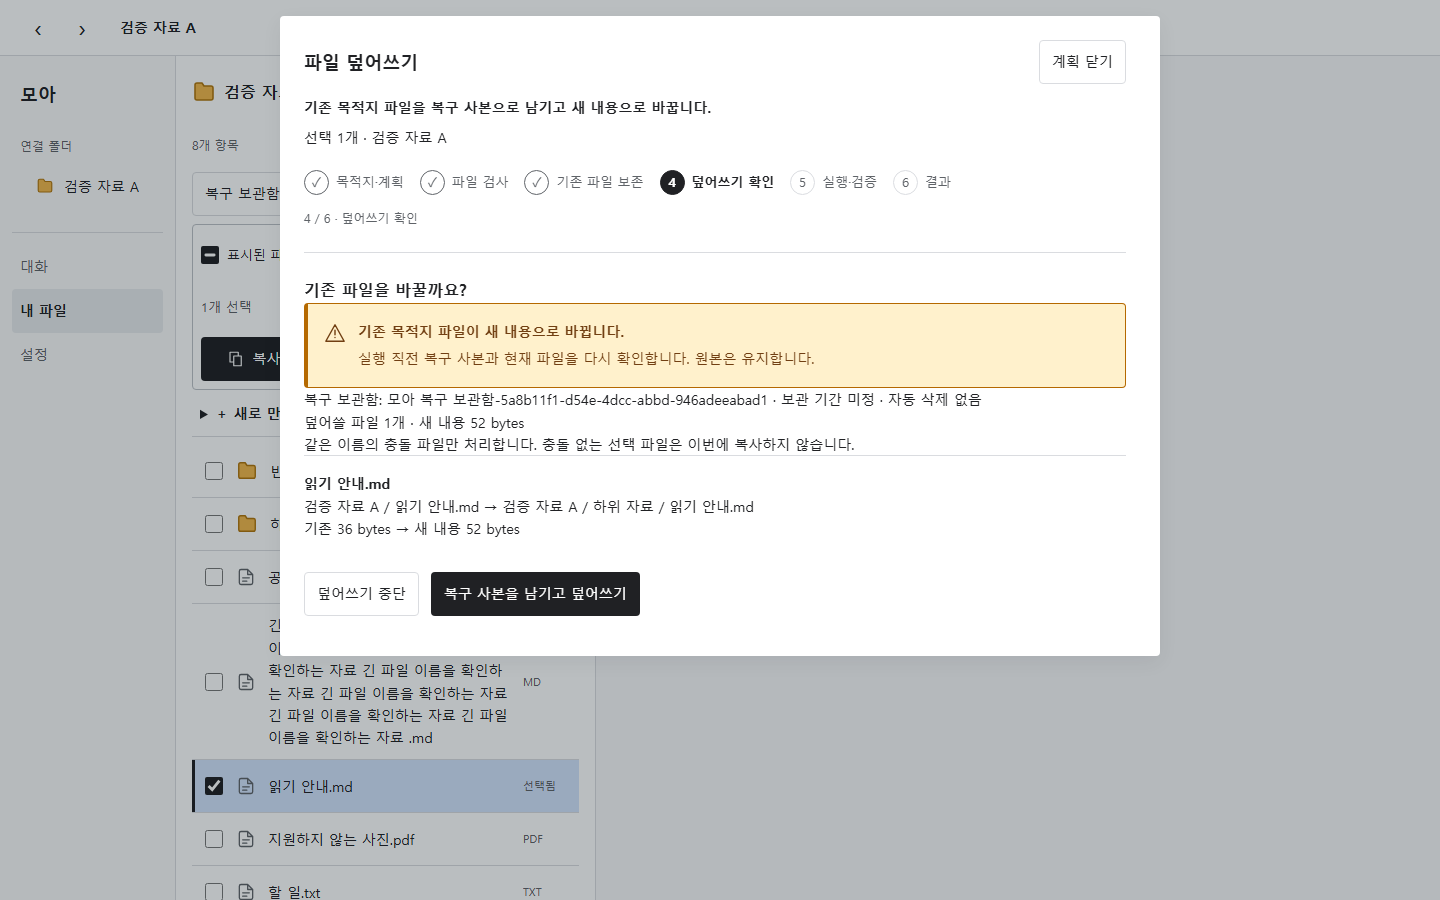 검증 자료 A
모아
연결 폴더
검증 자료 A
대화
내 파일
설정
검증
8개 항목
복구 보관함
표시된
1개 선택
복사
+ 새로
긴
확인하는 자료 긴 파일 이름을 확인하
는 자료 긴 파일 이름을 확인하는 자료
긴 파일 이름을 확인하는 자료 긴 파일
이름을 확인하는 자료 .md
MD
읽기 안내.md
선택됨
지원하지 않는 사진.pdf
PDF
할 일.txt
TXT
파일 덮어쓰기
계획 닫기
기존 목적지 파일을 복구 사본으로 남기고 새 내용으로 바꿉니다.
선택 1개 · 검증 자료 A
목적지·계획
파일 검사
기존 파일 보존
4 덮어쓰기 확인
5 실행·검증
6 결과
4 / 6 · 덮어쓰기 확인
기존 파일을 바꿀까요?
기존 목적지 파일이 새 내용으로 바뀝니다.
실행 직전 복구 사본과 현재 파일을 다시 확인합니다. 원본은 유지합니다.
복구 보관함: 모아 복구 보관함-5a8b11f1-d54e-4dcc-abbd-946adeeabad1 · 보관 기간 미정 · 자동 삭제 없음
덮어쓸 파일 1개 · 새 내용 52 bytes
같은 이름의 충돌 파일만 처리합니다. 충돌 없는 선택 파일은 이번에 복사하지 않습니다.
읽기 안내.md
검증 자료 A / 읽기 안내.md → 검증 자료 A / 하위 자료 / 읽기 안내.md
기존 36 bytes → 새 내용 52 bytes
덮어쓰기 중단
복구 사본을 남기고 덮어쓰기